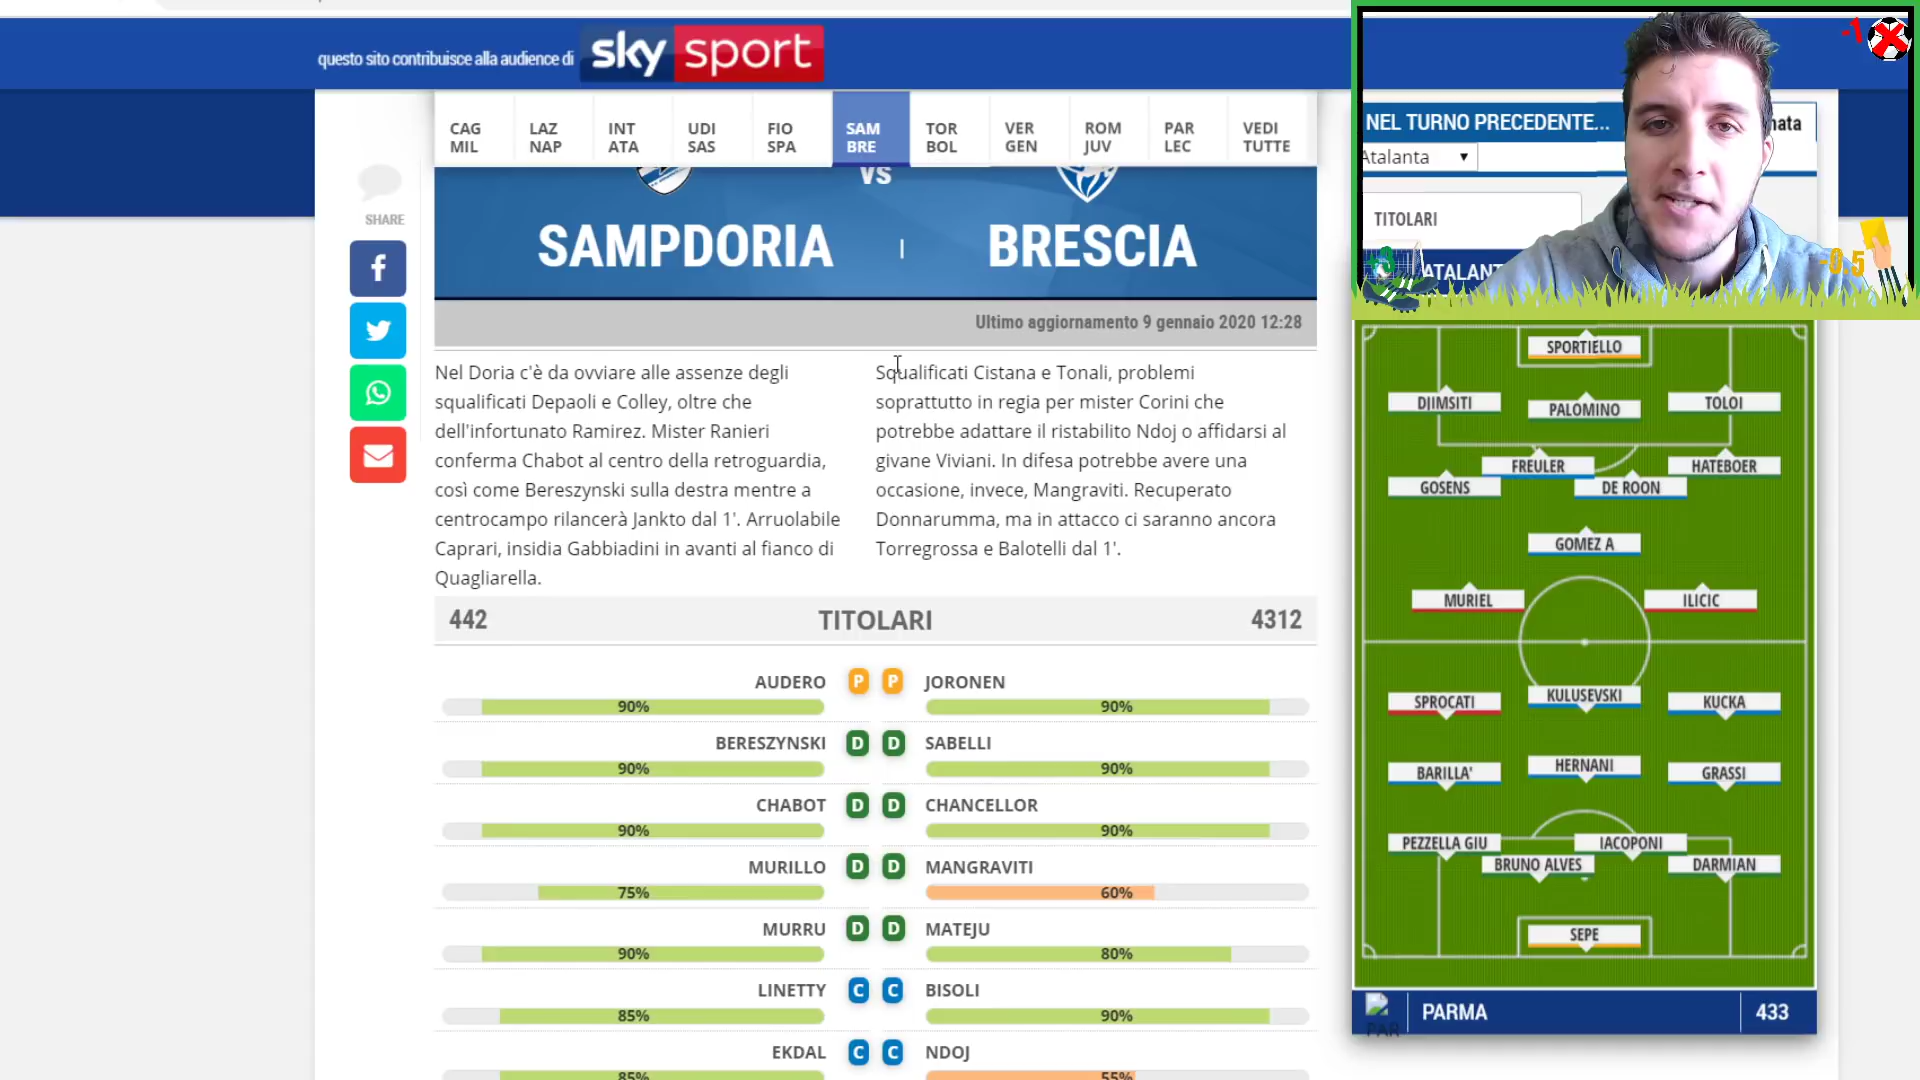 questo sito contribuisce alla audience di sky sport
CAG MIL
LAZ NAP
INT ATA
UDI SAS
FIO SPA
SAM BRE
TOR BOL
VER GEN
ROM JUV
PAR LEC
VEDI TUTTE
SHARE
VS
SAMPDORIA
BRESCIA
Ultimo aggiornamento 9 gennaio 2020 12:28
Nel Doria c'è da ovviare alle assenze degli
squalificati Depaoli e Colley, oltre che
dell'infortunato Ramirez. Mister Ranieri
conferma Chabot al centro della retroguardia,
così come Bereszynski sulla destra mentre a
centrocampo rilancerà Jankto dal 1'. Arruolabile
Caprari, insidia Gabbiadini in avanti al fianco di
Quagliarella.
Squalificati Cistana e Tonali, problemi
soprattutto in regia per mister Corini che
potrebbe adattare il ristabilito Ndoj o affidarsi al
givane Viviani. In difesa potrebbe avere una
occasione, invece, Mangraviti. Recuperato
Donnarumma, ma in attacco ci saranno ancora
Torregrossa e Balotelli dal 1'.
442 TITOLARI 4312
AUDERO P P JORONEN
90% 90%
BERESZYNSKI D D SABELLI
90% 90%
CHABOT D D CHANCELLOR
90% 90%
MURILLO D D MANGRAVITI
75% 60%
MURRU D D MATEJU
90% 80%
LINETTY C C BISOLI
85% 90%
EKDAL C C NDOJ
85% 55%
-1
NEL TURNO PRECEDENTE...
Atalanta
TITOLARI
+3
-0.5
SPORTIELLO
DJIMSITI PALOMINO TOLOI
FREULER HATEBOER
GOSENS DE ROON
GOMEZ A
MURIEL ILICIC
SPROCATI KULUSEVSKI KUCKA
BARILLA' HERNANI GRASSI
PEZZELLA GIU IACOPONI
BRUNO ALVES DARMIAN
SEPE
PARMA 433